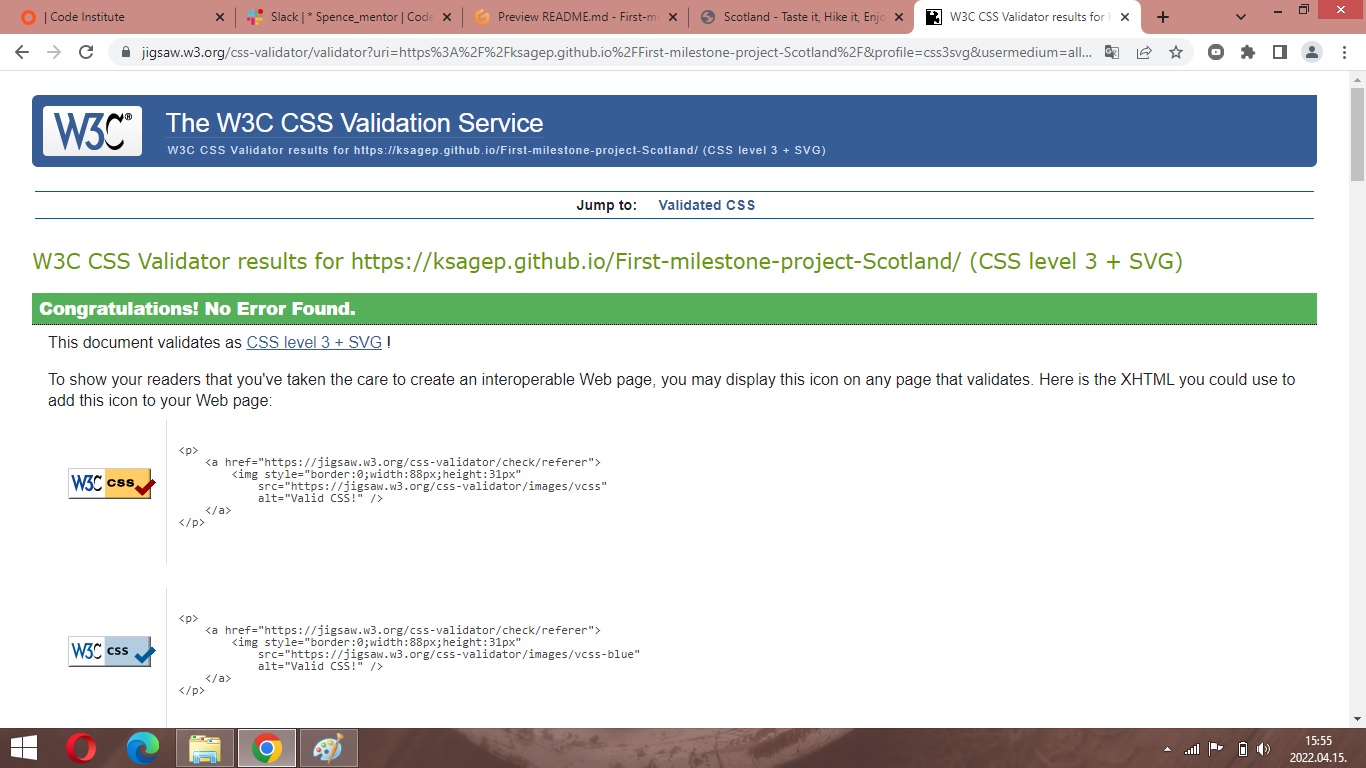 | Code Institute
Slack | * Spence_mentor | Code
Preview README.md - First-mi
Scotland - Taste it, Hike it, Enjo
W3C CSS Validator results for h
jigsaw.w3.org/css-validator/validator?uri=https%3A%2F%2Fksagep.github.io%2FFirst-milestone-project-Scotland%2F&profile=css3svg&usermedium=all...
W3C®
The W3C CSS Validation Service
W3C CSS Validator results for https://ksagep.github.io/First-milestone-project-Scotland/ (CSS level 3 + SVG)
Jump to: Validated CSS
W3C CSS Validator results for https://ksagep.github.io/First-milestone-project-Scotland/ (CSS level 3 + SVG)
Congratulations! No Error Found.
This document validates as CSS level 3 + SVG !
To show your readers that you've taken the care to create an interoperable Web page, you may display this icon on any page that validates. Here is the XHTML you could use to
add this icon to your Web page:
W3C css
<p>
<a href="https://jigsaw.w3.org/css-validator/check/referer">
<img style="border:0;width:88px;height:31px"
src="https://jigsaw.w3.org/css-validator/images/vcss"
alt="Valid CSS!" />
</a>
</p>
W3C css
<p>
<a href="https://jigsaw.w3.org/css-validator/check/referer">
<img style="border:0;width:88px;height:31px"
src="https://jigsaw.w3.org/css-validator/images/vcss-blue"
alt="Valid CSS!" />
</a>
</p>
15:55
2022.04.15.